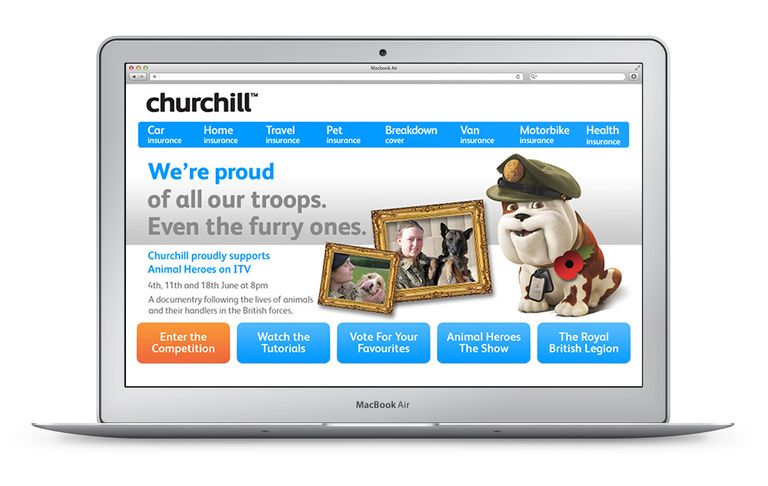 Macbook Air
churchill™
Car Home Travel Pet Breakdown Van Motorbike Health
insurance insurance insurance insurance cover insurance insurance insurance
We're proud
of all our troops.
Even the furry ones.
Churchill proudly supports
Animal Heroes on ITV
4th, 11th and 18th June at 8pm
A documentry following the lives of animals
and their handlers in the British forces.
Enter the
Competition
Watch the
Tutorials
Vote For Your
Favourites
Animal Heroes
The Show
The Royal
British Legion
MacBook Air